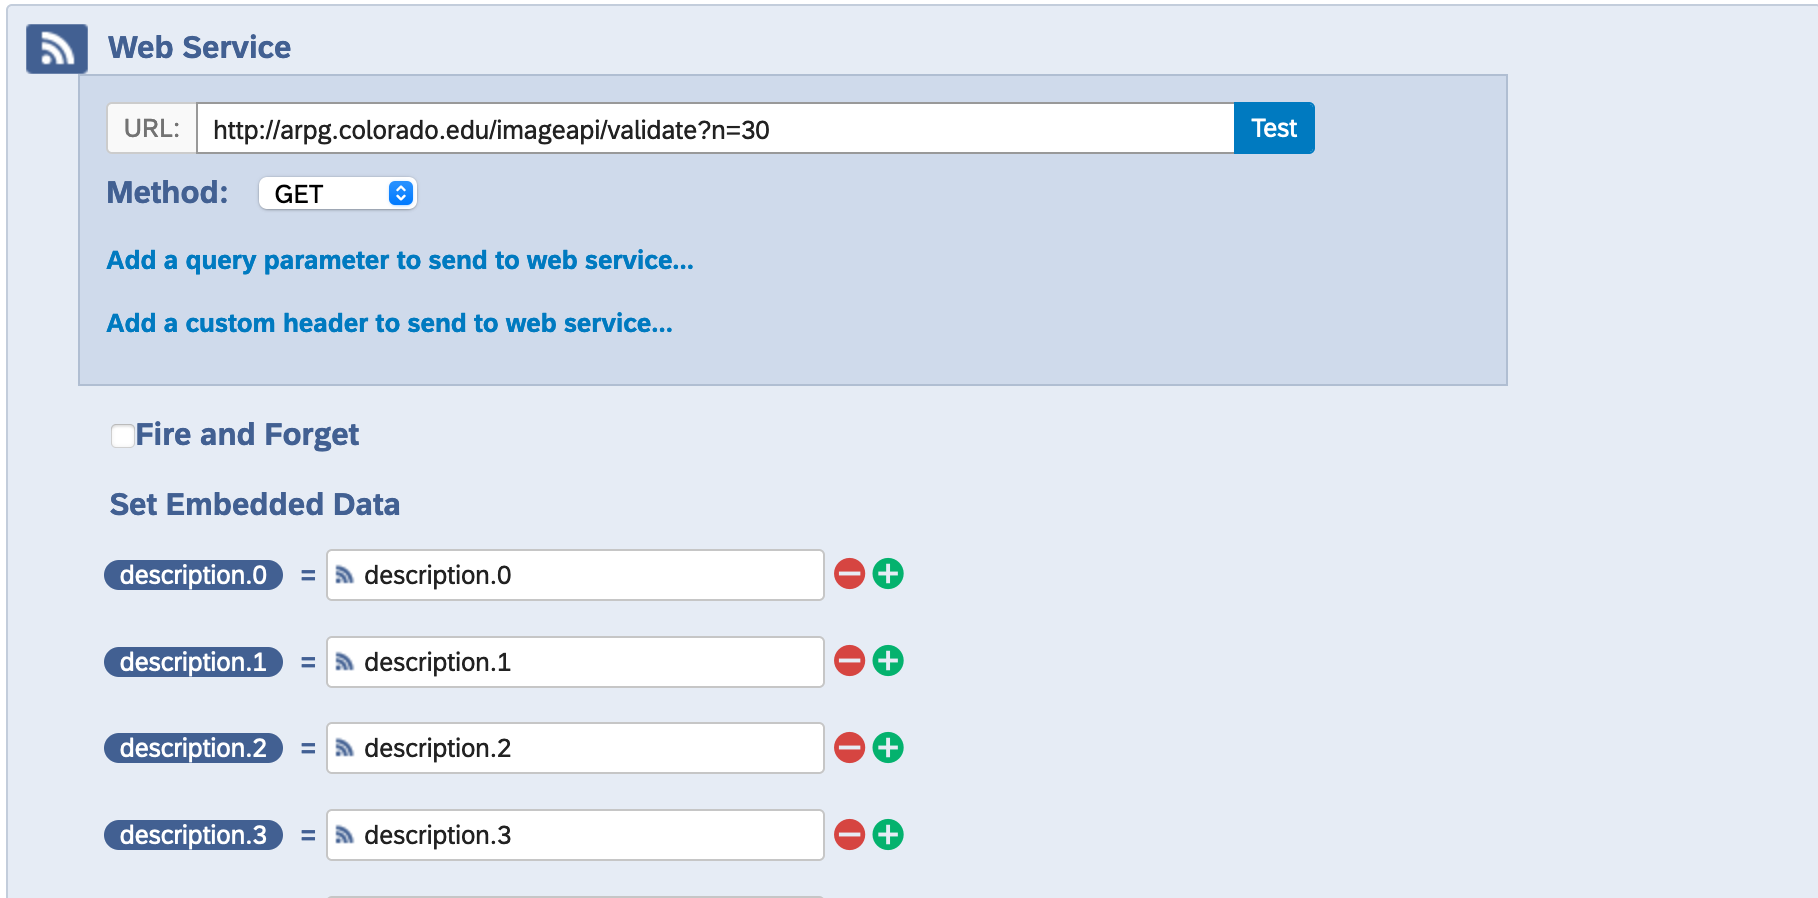 Web Service
URL: http://arpg.colorado.edu/imageapi/validate?n=30 Test
Method: GET
Add a query parameter to send to web service...
Add a custom header to send to web service...
Fire and Forget
Set Embedded Data
description.0 = description.0
description.1 = description.1
description.2 = description.2
description.3 = description.3